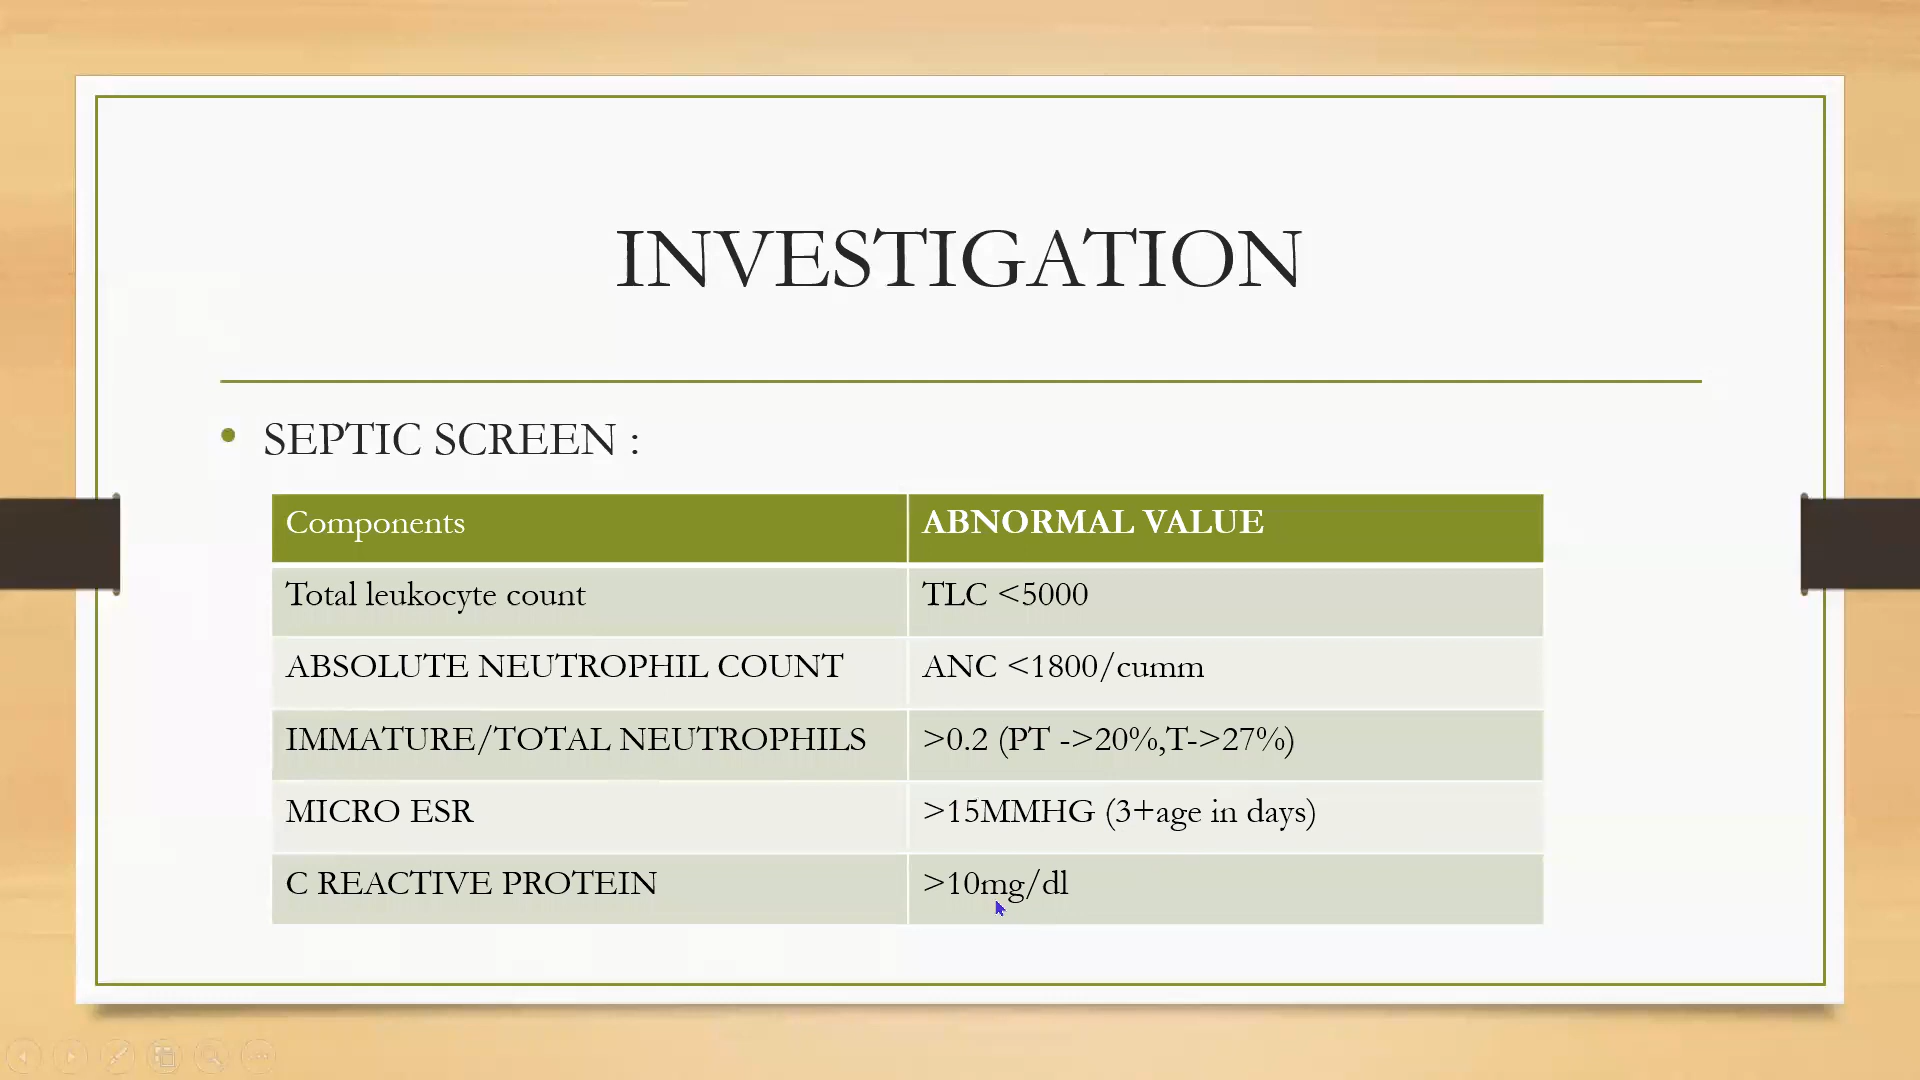 INVESTIGATION
SEPTIC SCREEN :
Components ABNORMAL VALUE
Total leukocyte count TLC <5000
ABSOLUTE NEUTROPHIL COUNT ANC <1800/cumm
IMMATURE/TOTAL NEUTROPHILS >0.2 (PT ->20%,T->27%)
MICRO ESR >15MMHG (3+age in days)
C REACTIVE PROTEIN >10mg/dl